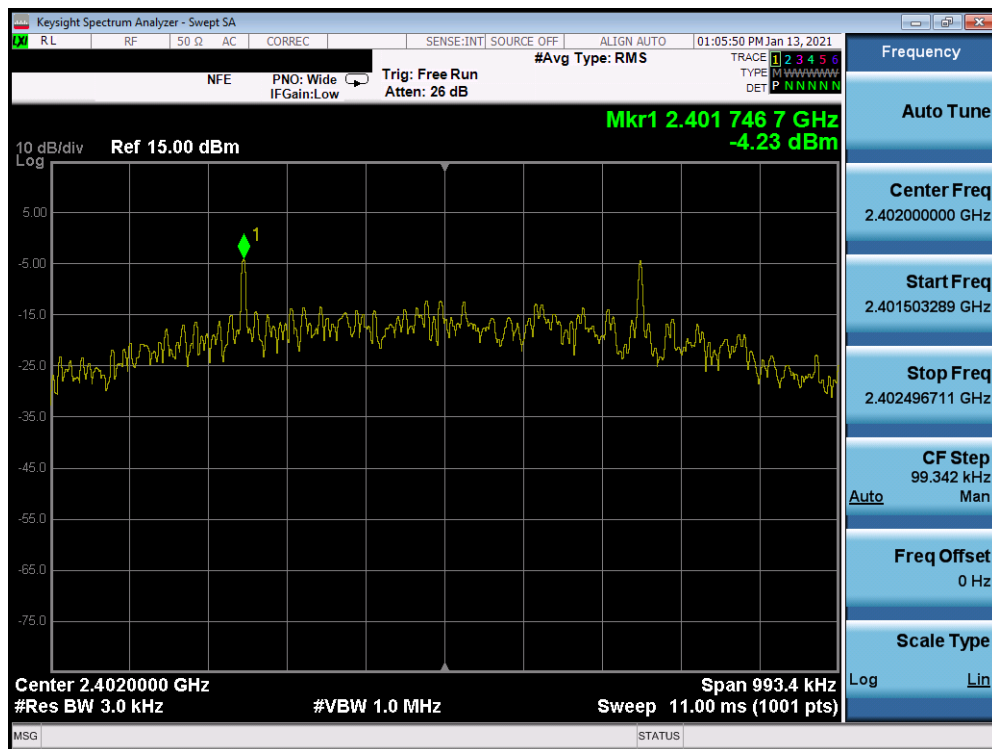 Keysight Spectrum Analyzer - Swept SA
LXI RL RF 50 Ω AC CORREC SENSE:INT SOURCE OFF ALIGN AUTO 01:05:50 PM Jan 13, 2021
Frequency
#Avg Type: RMS
TRACE 1 2 3 4 5 6
NFE PNO: Wide Trig: Free Run
TYPE M WWWWW
IFGain:Low Atten: 26 dB
DET P N N N N N
Auto Tune
Mkr1 2.401 746 7 GHz
-4.23 dBm
10 dB/div Ref 15.00 dBm
Log
5.00
-5.00
-15.0
-25.0
-35.0
-45.0
-55.0
-65.0
-75.0
1
Center 2.4020000 GHz Span 993.4 kHz
#Res BW 3.0 kHz #VBW 1.0 MHz Sweep 11.00 ms (1001 pts)
Center Freq
2.402000000 GHz
Start Freq
2.401503289 GHz
Stop Freq
2.402496711 GHz
CF Step
99.342 kHz
Auto Man
Freq Offset
0 Hz
Scale Type
Log Lin
MSG STATUS